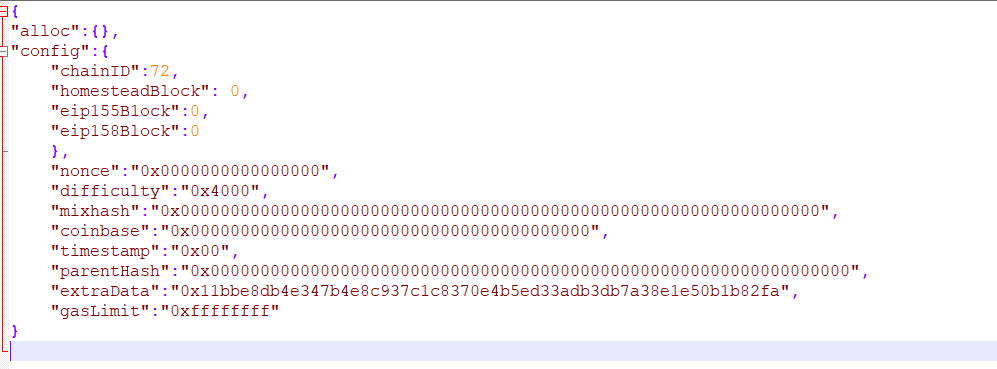 {
"alloc":{},
"config":{
"chainID":72,
"homesteadBlock": 0,
"eip155B1ock":0,
"eip158Block":0
},
"nonce":"0x0000000000000000",
"difficulty":"0x4000",
"mixhash":"0x0000000000000000000000000000000000000000000000000000000000000000",
"coinbase":"0x0000000000000000000000000000000000000000",
"timestamp":"0x00",
"parentHash":"0x0000000000000000000000000000000000000000000000000000000000000000",
"extraData":"0x11bbe8db4e347b4e8c937c1c8370e4b5ed33adb3db7a38e1e50b1b82fa",
"gasLimit":"0xffffffff"
}